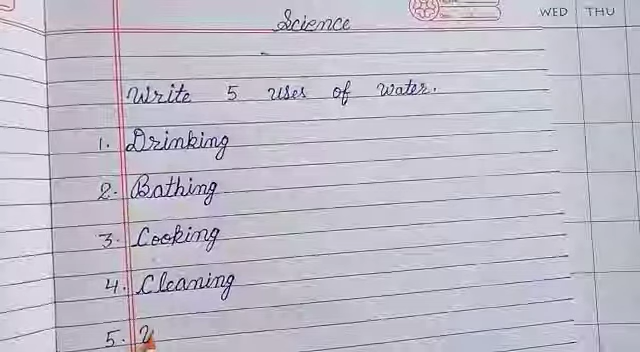 Science
WED THU
Write 5 uses of water.
1. Drinking
2. Bathing
3. Cooking
4. Cleaning
5.